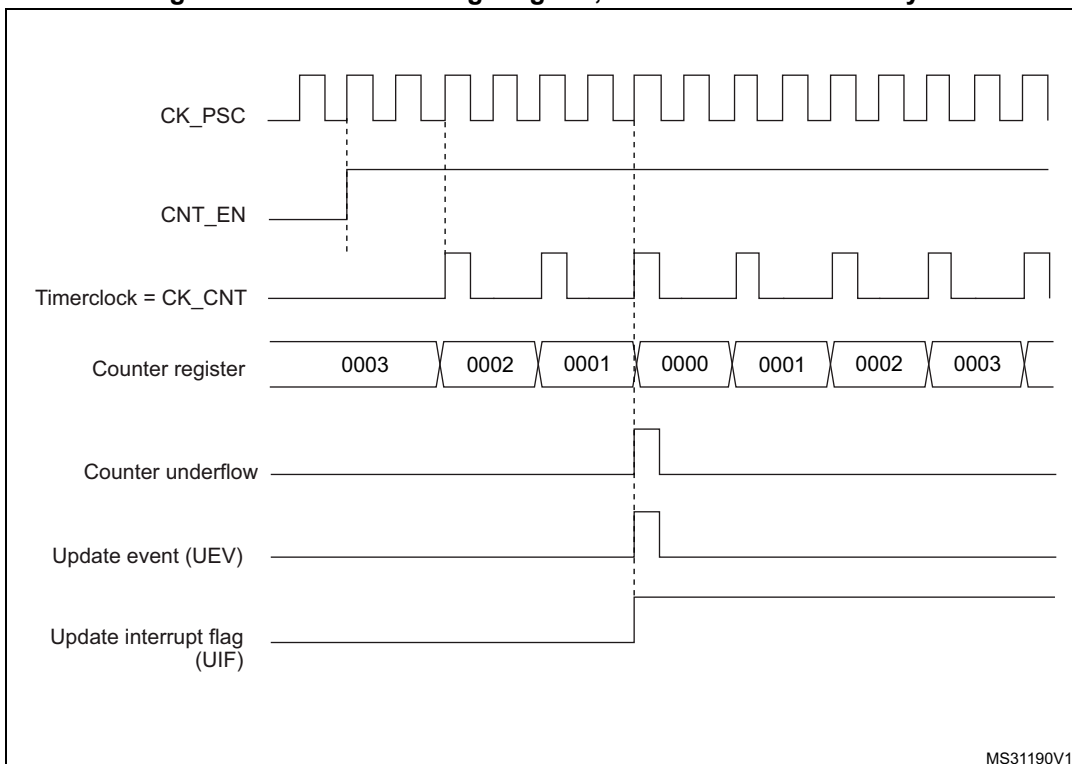 CK_PSC
CNT_EN
Timerclock = CK_CNT
Counter register
0003 0002 0001 0000 0001 0002 0003
Counter underflow
Update event (UEV)
Update interrupt flag
(UIF)
MS31190V1